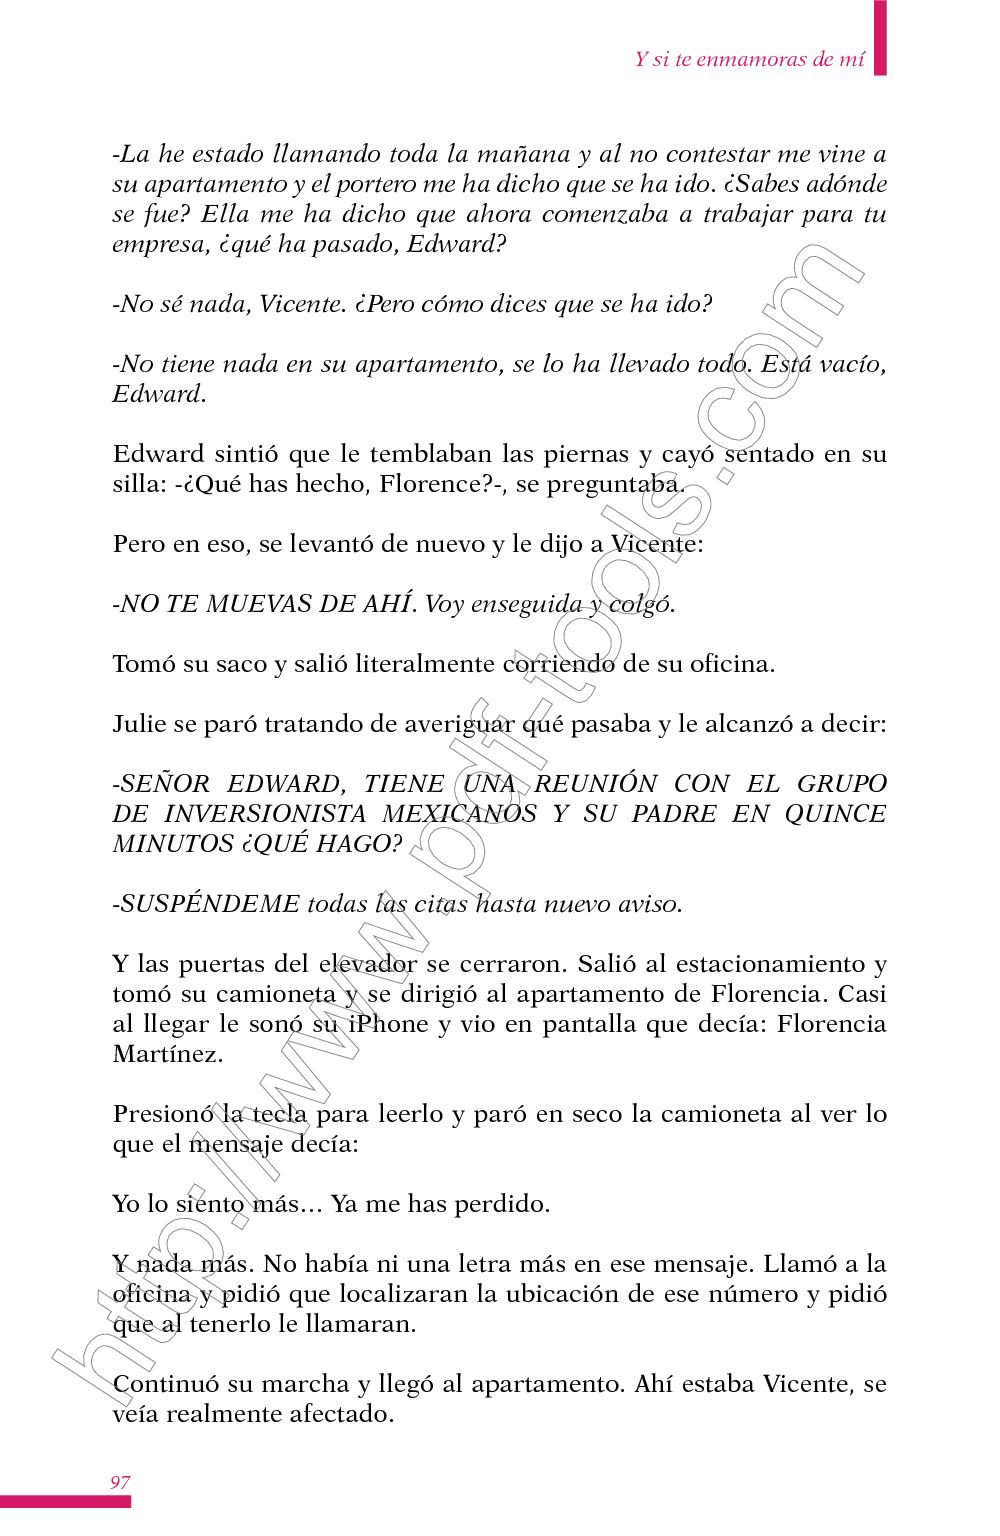 Y si te enmamoras de mí
-La he estado llamando toda la mañana y al no contestar me vine a
su apartamento y el portero me ha dicho que se ha ido. ¿Sabes adónde
se fue? Ella me ha dicho que ahora comenzaba a trabajar para tu
empresa, ¿qué ha pasado, Edward?
-No sé nada, Vicente. ¿Pero cómo dices que se ha ido?
-No tiene nada en su apartamento, se lo ha llevado todo. Está vacío,
Edward.
Edward sintió que le temblaban las piernas y cayó sentado en su
silla: -¿Qué has hecho, Florence?-, se preguntaba.
Pero en eso, se levantó de nuevo y le dijo a Vicente:
-NO TE MUEVAS DE AHÍ. Voy enseguida y colgó.
Tomó su saco y salió literalmente corriendo de su oficina.
Julie se paró tratando de averiguar qué pasaba y le alcanzó a decir:
-SEÑOR EDWARD, TIENE UNA REUNIÓN CON EL GRUPO
DE INVERSIONISTA MEXICANOS Y SU PADRE EN QUINCE
MINUTOS ¿QUÉ HAGO?
-SUSPÉNDEME todas las citas hasta nuevo aviso.
Y las puertas del elevador se cerraron. Salió al estacionamiento y
tomó su camioneta y se dirigió al apartamento de Florencia. Casi
al llegar le sonó su iPhone y vio en pantalla que decía: Florencia
Martínez.
Presionó la tecla para leerlo y paró en seco la camioneta al ver lo
que el mensaje decía:
Yo lo siento más... Ya me has perdido.
Y nada más. No había ni una letra más en ese mensaje. Llamó a la
oficina y pidió que localizaran la ubicación de ese número y pidió
que al tenerlo le llamaran.
Continuó su marcha y llegó al apartamento. Ahí estaba Vicente, se
veía realmente afectado.
97
http://www.pdf-tools.com